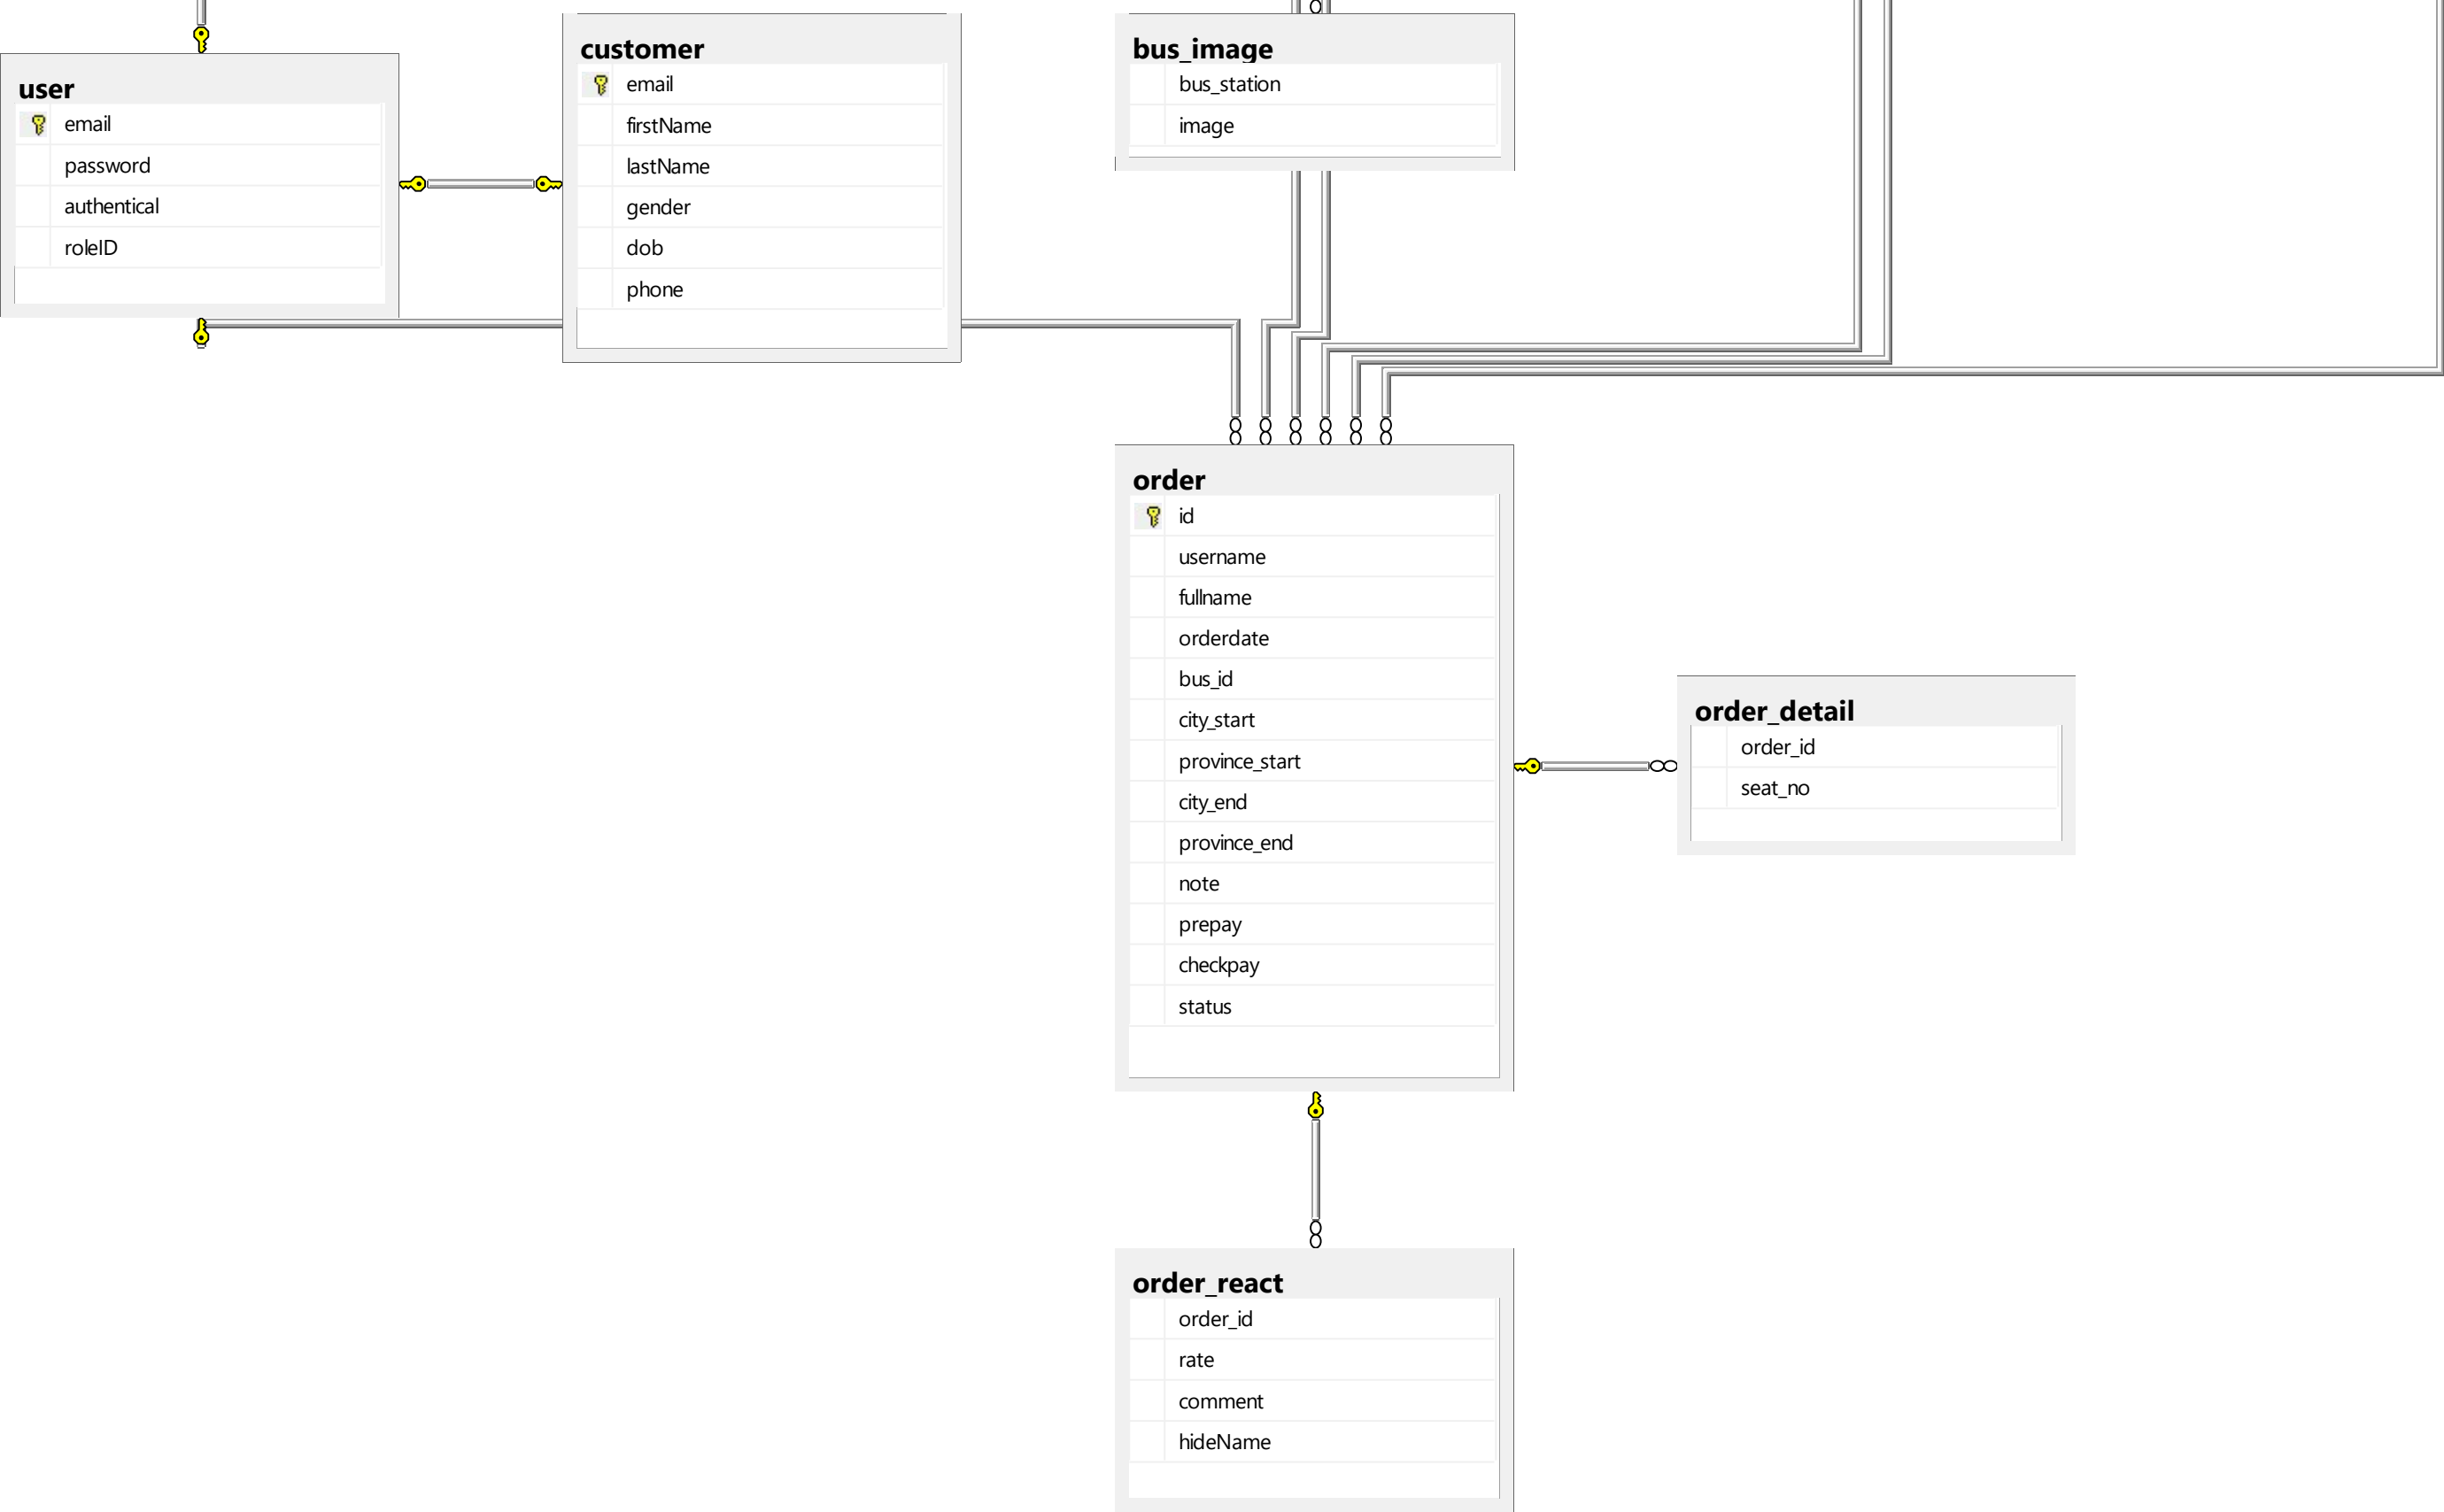 user
email
password
authentical
roleID
customer
email
firstName
lastName
gender
dob
phone
bus_image
bus_station
image
order
id
username
fullname
orderdate
bus_id
city_start
province_start
city_end
province_end
note
prepay
checkpay
status
order_detail
order_id
seat_no
order_react
order_id
rate
comment
hideName